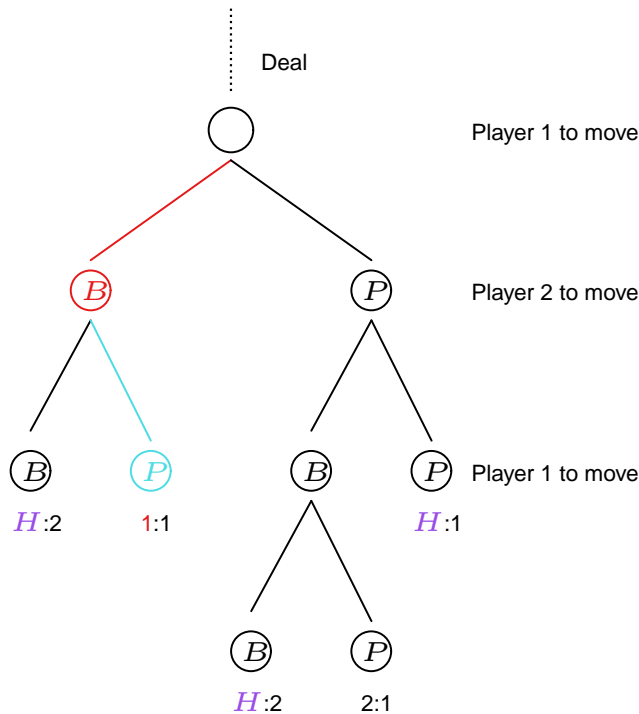 Deal
Player 1 to move
B P Player 2 to move
B P B P Player 1 to move
H:2 1:1 H:1
B P
H:2 2:1